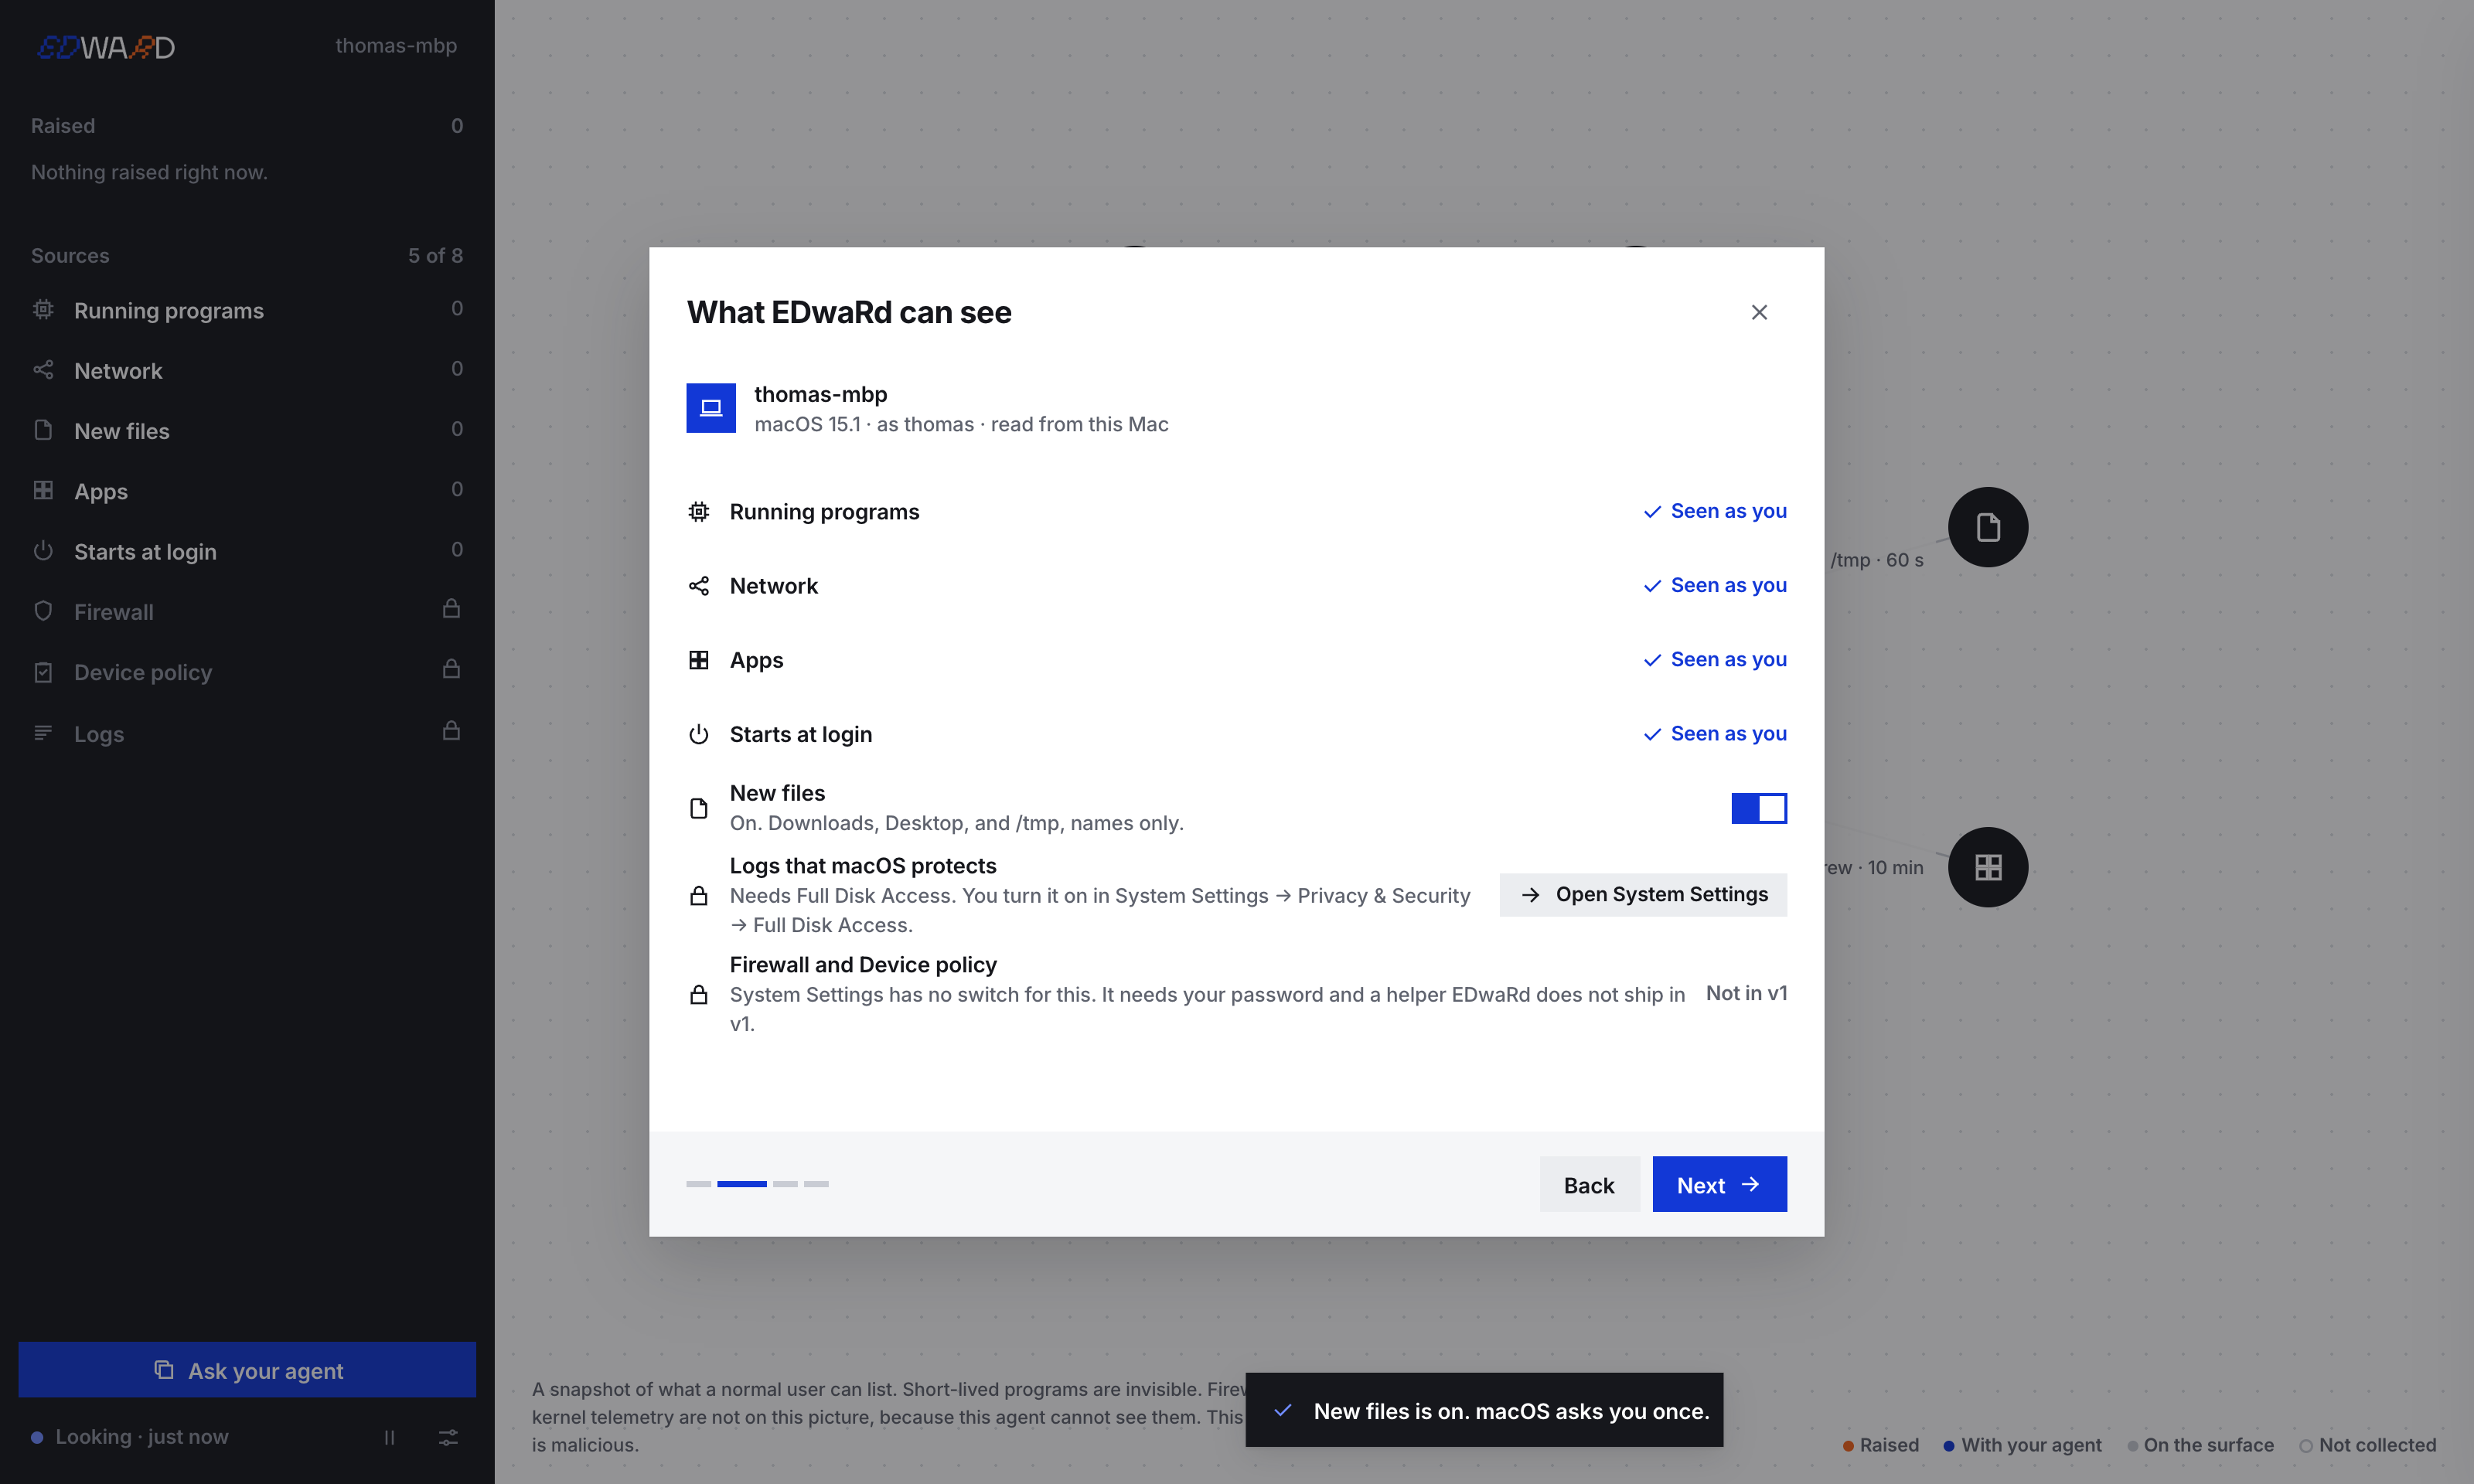 EDWARD
thomas-mbp
Raised 0
Nothing raised right now.
Sources 5 of 8
Running programs 0
Network 0
New files 0
Apps 0
Starts at login 0
Firewall
Device policy
Logs
Ask your agent
Looking · just now
What EDwaRd can see
thomas-mbp
macOS 15.1 · as thomas · read from this Mac
Running programs Seen as you
Network Seen as you
Apps Seen as you
Starts at login Seen as you
New files
On. Downloads, Desktop, and /tmp, names only.
Logs that macOS protects
Needs Full Disk Access. You turn it on in System Settings → Privacy & Security
→ Full Disk Access.
Open System Settings
Firewall and Device policy
System Settings has no switch for this. It needs your password and a helper EDwaRd does not ship in
v1.
Not in v1
Back
Next →
/tmp · 60 s
rew · 10 min
A snapshot of what a normal user can list. Short-lived programs are invisible.
kernel telemetry are not on this picture, because this agent cannot see them. This
is malicious.
New files is on. macOS asks you once.
Raised
With your agent
On the surface
Not collected